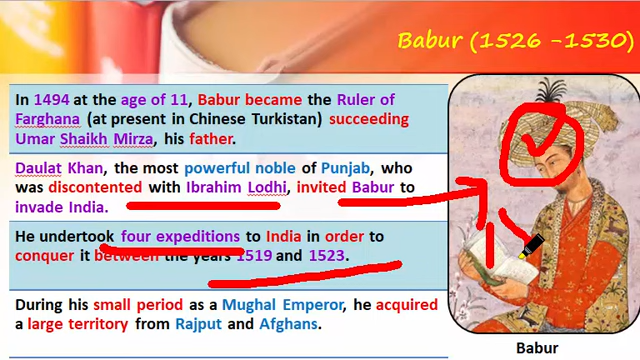 Babur (1526 -1530)
In 1494 at the age of 11, Babur became the Ruler of
Farghana (at present in Chinese Turkistan) succeeding
Umar Shaikh Mirza, his father.
Daulat Khan, the most powerful noble of Punjab, who
was discontented with Ibrahim Lodhi, invited Babur to
invade India.
He undertook four expeditions to India in order to
conquer it between the years 1519 and 1523.
During his small period as a Mughal Emperor, he acquired
a large territory from Rajput and Afghans.
Babur